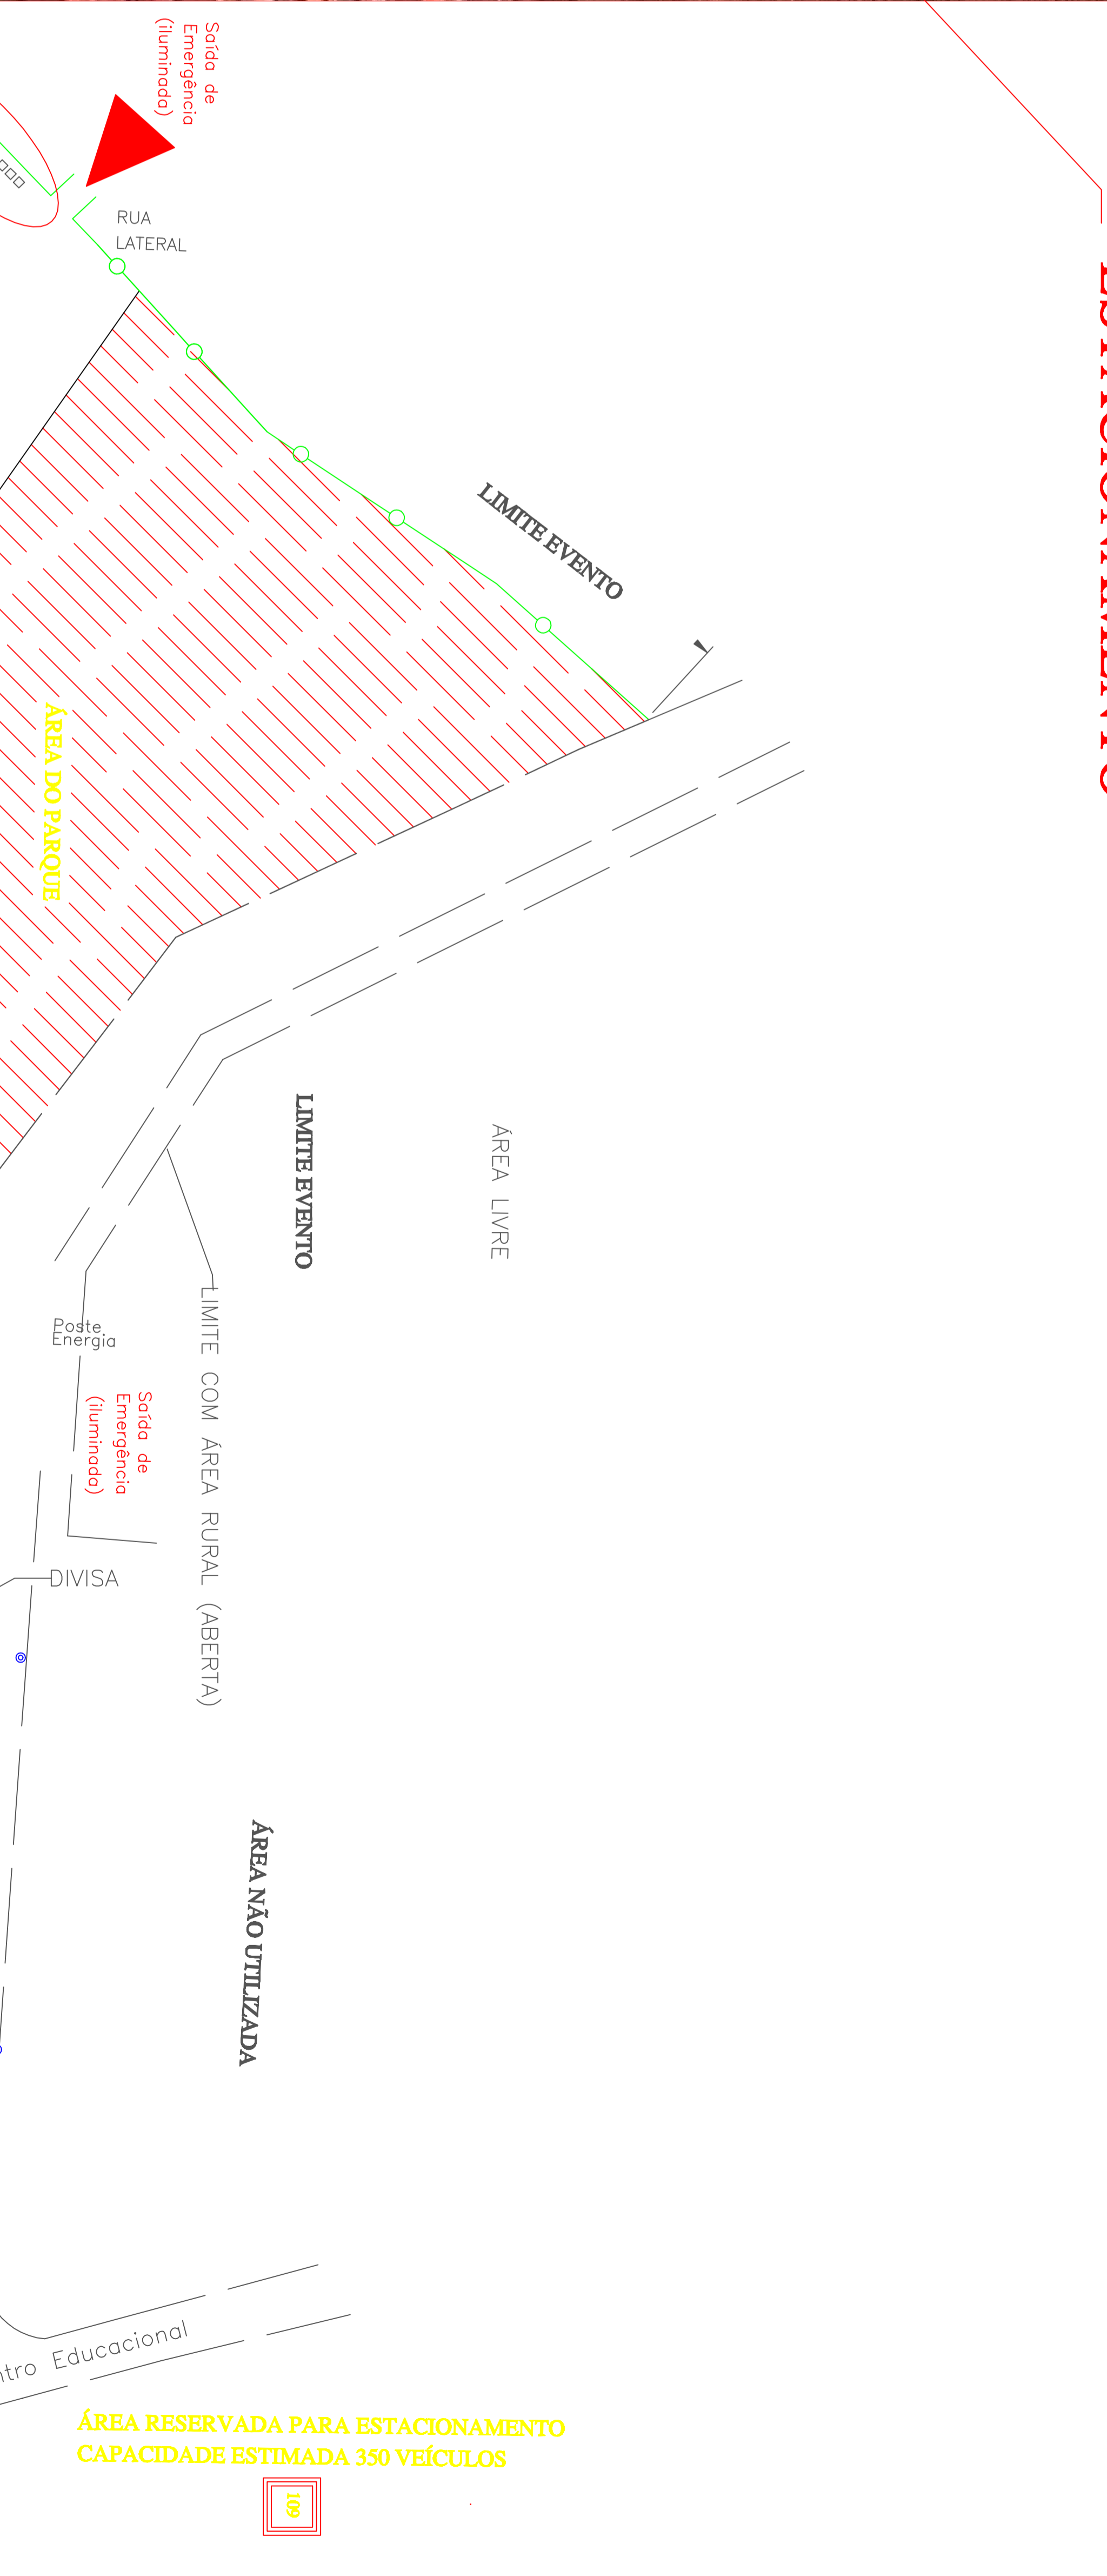 Saída de
Emergência
(iluminada)
RUA
LATERAL
LIMITE EVENTO
ÁREA DO PARQUE
LIMITE EVENTO
ÁREA LIVRE
LIMITE COM ÁREA RURAL (ABERTA)
Poste
Energia
Saída de
Emergência
(iluminada)
DIVISA
ÁREA NÃO UTILIZADA
ntro Educacional
ÁREA RESERVADA PARA ESTACIONAMENTO
CAPACIDADE ESTIMADA 350 VEÍCULOS
109